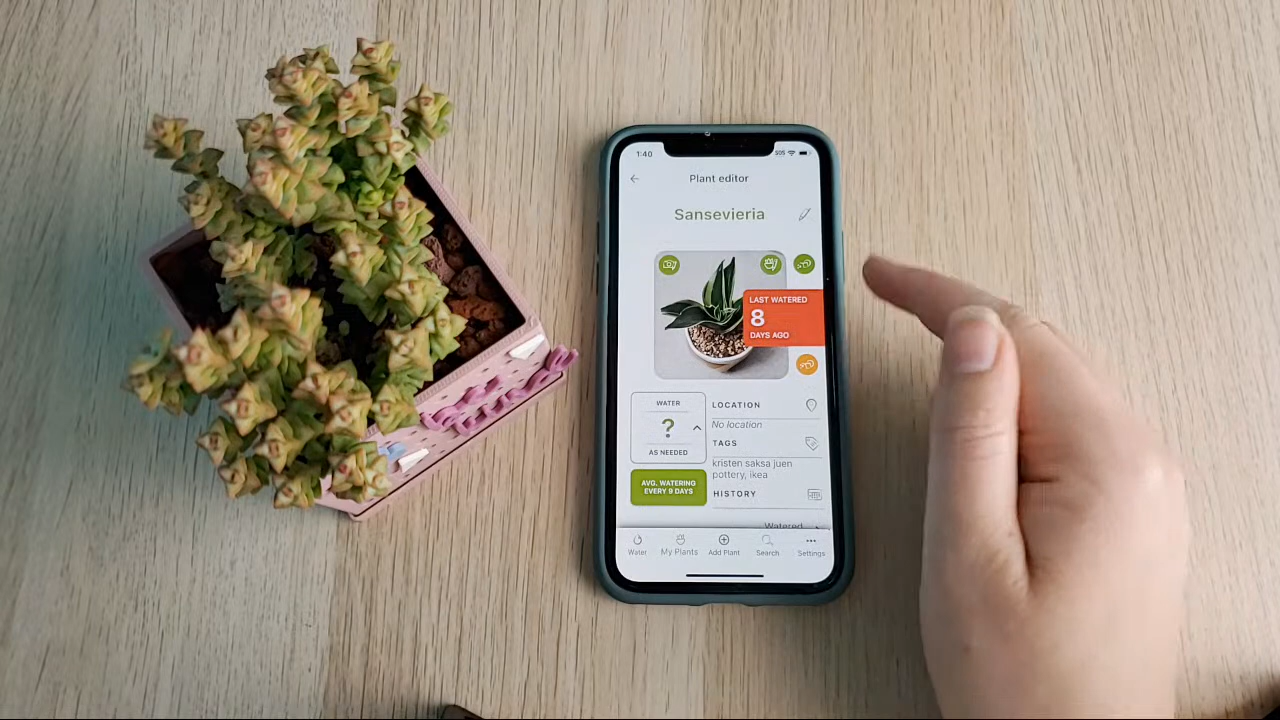 1:40
SOS
Plant editor
Sansevieria
LAST WATERED
8
DAYS AGO
WATER
?
AS NEEDED
AVG. WATERING
EVERY 9 DAYS
LOCATION
No location
TAGS
kristen saksa juen
pottery, ikea
HISTORY
Watered
Water
My Plants
Add Plant
Search
Settings